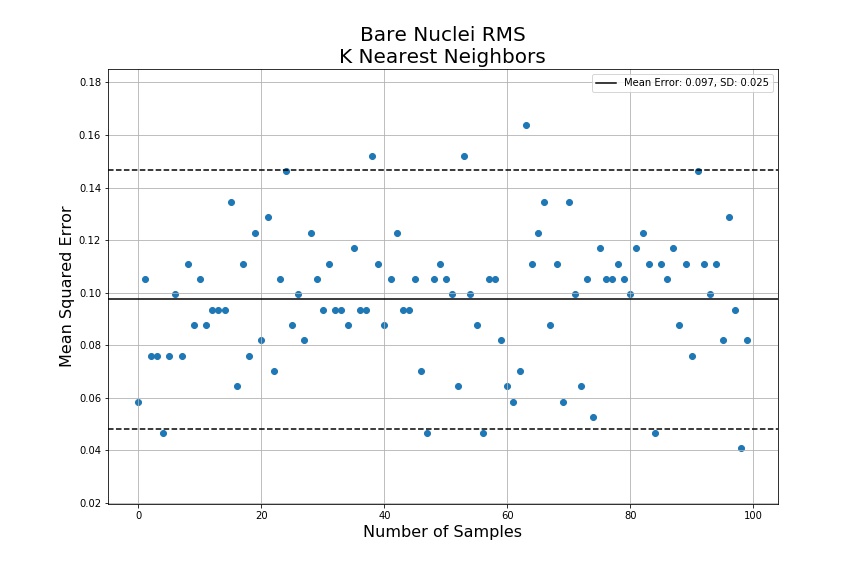 Bare Nuclei RMS
K Nearest Neighbors
Mean Error: 0.097, SD: 0.025
Mean Squared Error
0.18
0.16
0.14
0.12
0.10
0.08
0.06
0.04
0.02
0 20 40 60 80 100
Number of Samples